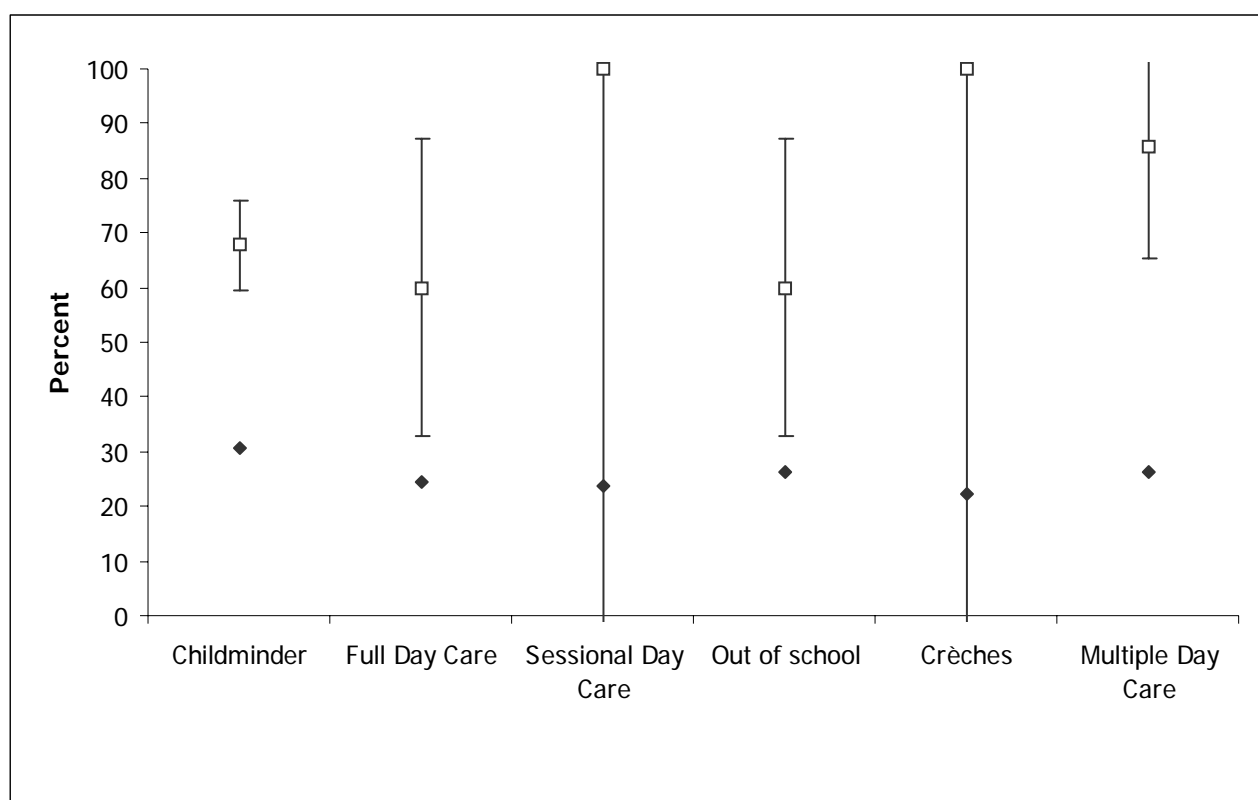 100
90
80
70
60
50
40
30
20
10
0
Percent
Childminder
Full Day Care
Sessional Day
Care
Out of school
Crèches
Multiple Day
Care